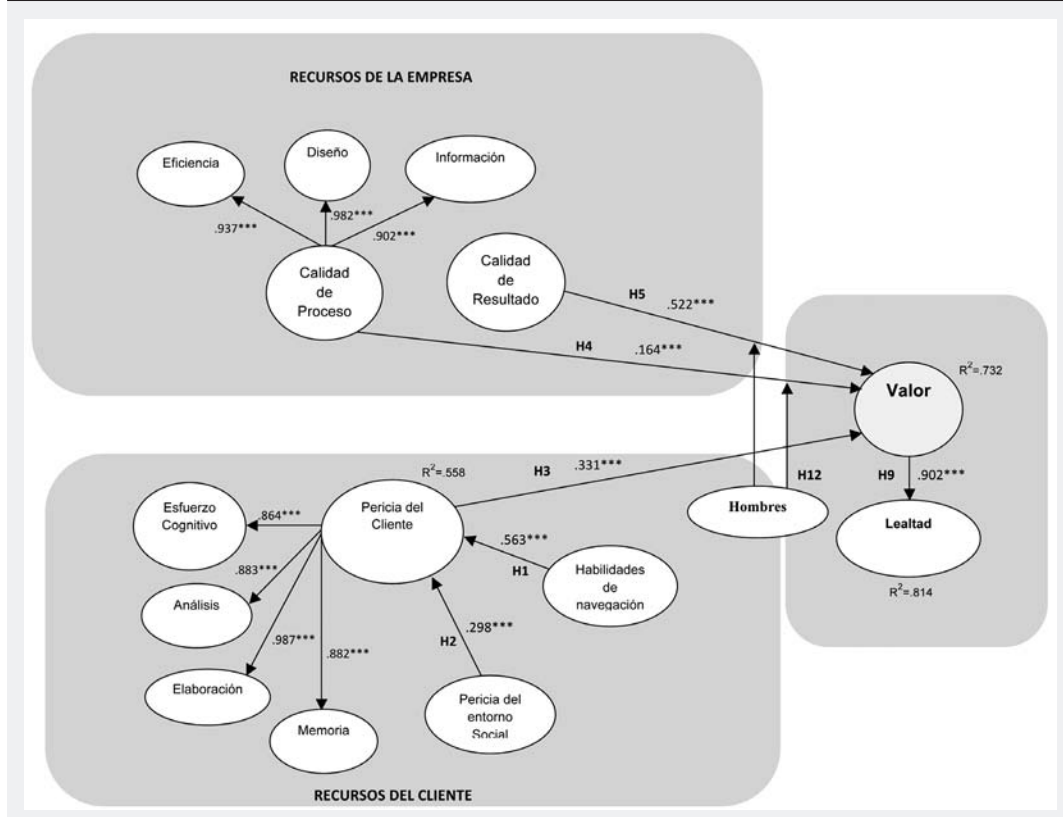 RECURSOS DE LA EMPRESA
Eficiencia
Diseño
Información
.937***
.982***
.902***
Calidad
de
Proceso
Calidad
de
Resultado
H5
.522***
H4
.164***
Valor
R²=.732
H9
.902***
Lealtad
R²=.814
Hombres
H12
R²=.558
H3
.331***
Esfuerzo
Cognitivo
.864***
Pericia del
Cliente
.563***
H1
Habilidades
de
navegación
Análisis
.883***
.987***
.882***
H2
.298***
Elaboración
Memoria
Pericia del
entorno
Social
RECURSOS DEL CLIENTE